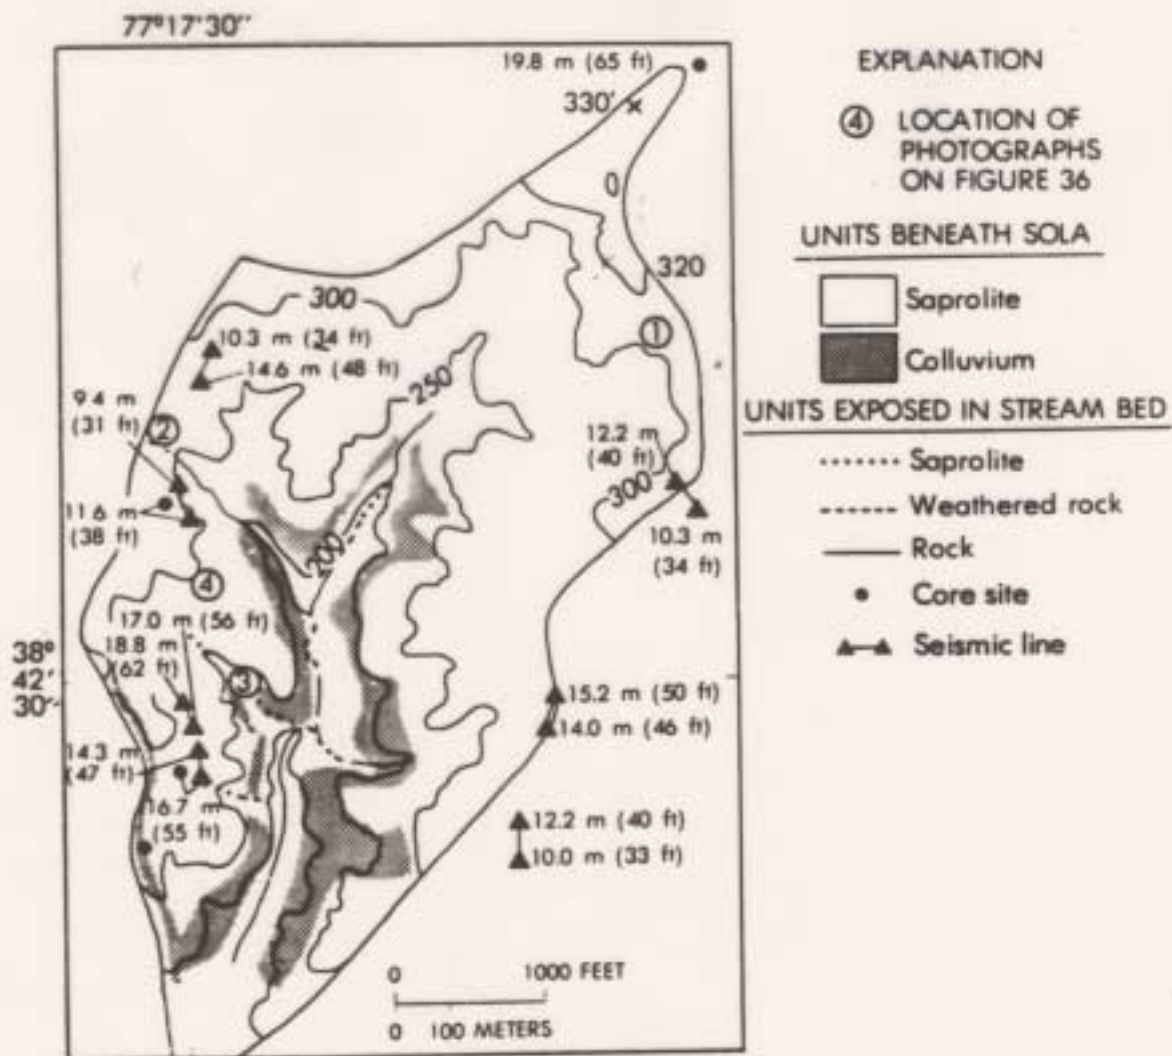 77°17'30"
19.8 m (65 ft)
330'
0
320
300
1
10.3 m (34 ft)
14.6 m (48 ft)
250
9.4 m
(31 ft)
2
12.2 m
(40 ft)
300
11.6 m
(38 ft)
10.3 m
(34 ft)
200
4
17.0 m (56 ft)
18.8 m
(62 ft)
38°
42'
30"
3
15.2 m (50 ft)
14.0 m (46 ft)
14.3 m
(47 ft)
16.7 m
(55 ft)
12.2 m (40 ft)
10.0 m (33 ft)
0 1000 FEET
0 100 METERS
EXPLANATION
4 LOCATION OF
PHOTOGRAPHS
ON FIGURE 36
UNITS BENEATH SOLA
Saprolite
Colluvium
UNITS EXPOSED IN STREAM BED
Saprolite
Weathered rock
Rock
Core site
Seismic line